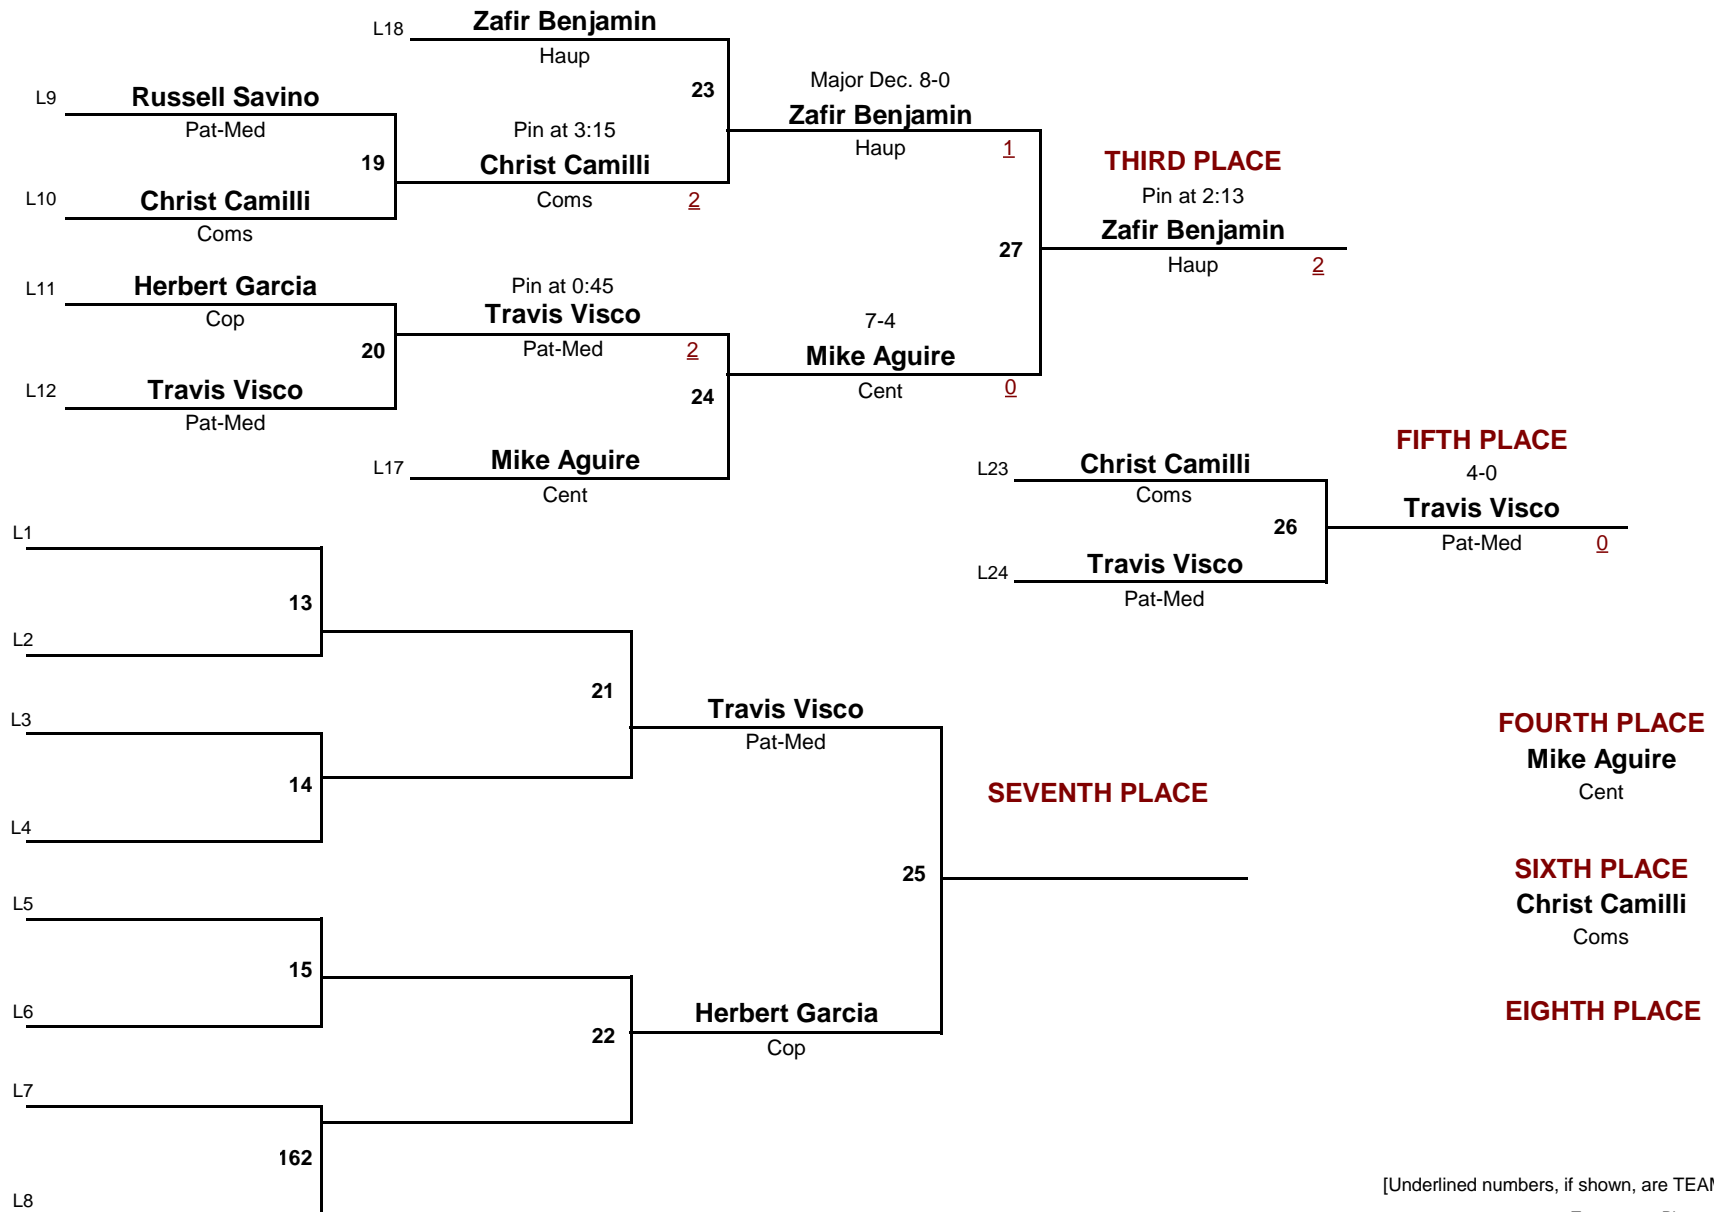 L18 Zafir Benjamin
Haup
23
L9 Russell Savino
Pat-Med
19
L10 Christ Camilli
Coms
Pin at 3:15
Christ Camilli
Coms 2
Major Dec. 8-0
Zafir Benjamin
Haup 1
27
THIRD PLACE
Pin at 2:13
Zafir Benjamin
Haup 2
L11 Herbert Garcia
Cop
20
L12 Travis Visco
Pat-Med
Pin at 0:45
Travis Visco
Pat-Med 2
24
L17 Mike Aguire
Cent
7-4
Mike Aguire
Cent 0
L23 Christ Camilli
Coms
26
L24 Travis Visco
Pat-Med
FIFTH PLACE
4-0
Travis Visco
Pat-Med 0
L1
13
L2
21
L3
14
L4
Travis Visco
Pat-Med
SEVENTH PLACE
25
L5
15
L6
22
Herbert Garcia
Cop
L7
162
L8
FOURTH PLACE
Mike Aguire
Cent
SIXTH PLACE
Christ Camilli
Coms
EIGHTH PLACE
[Underlined numbers, if shown, are TEAM